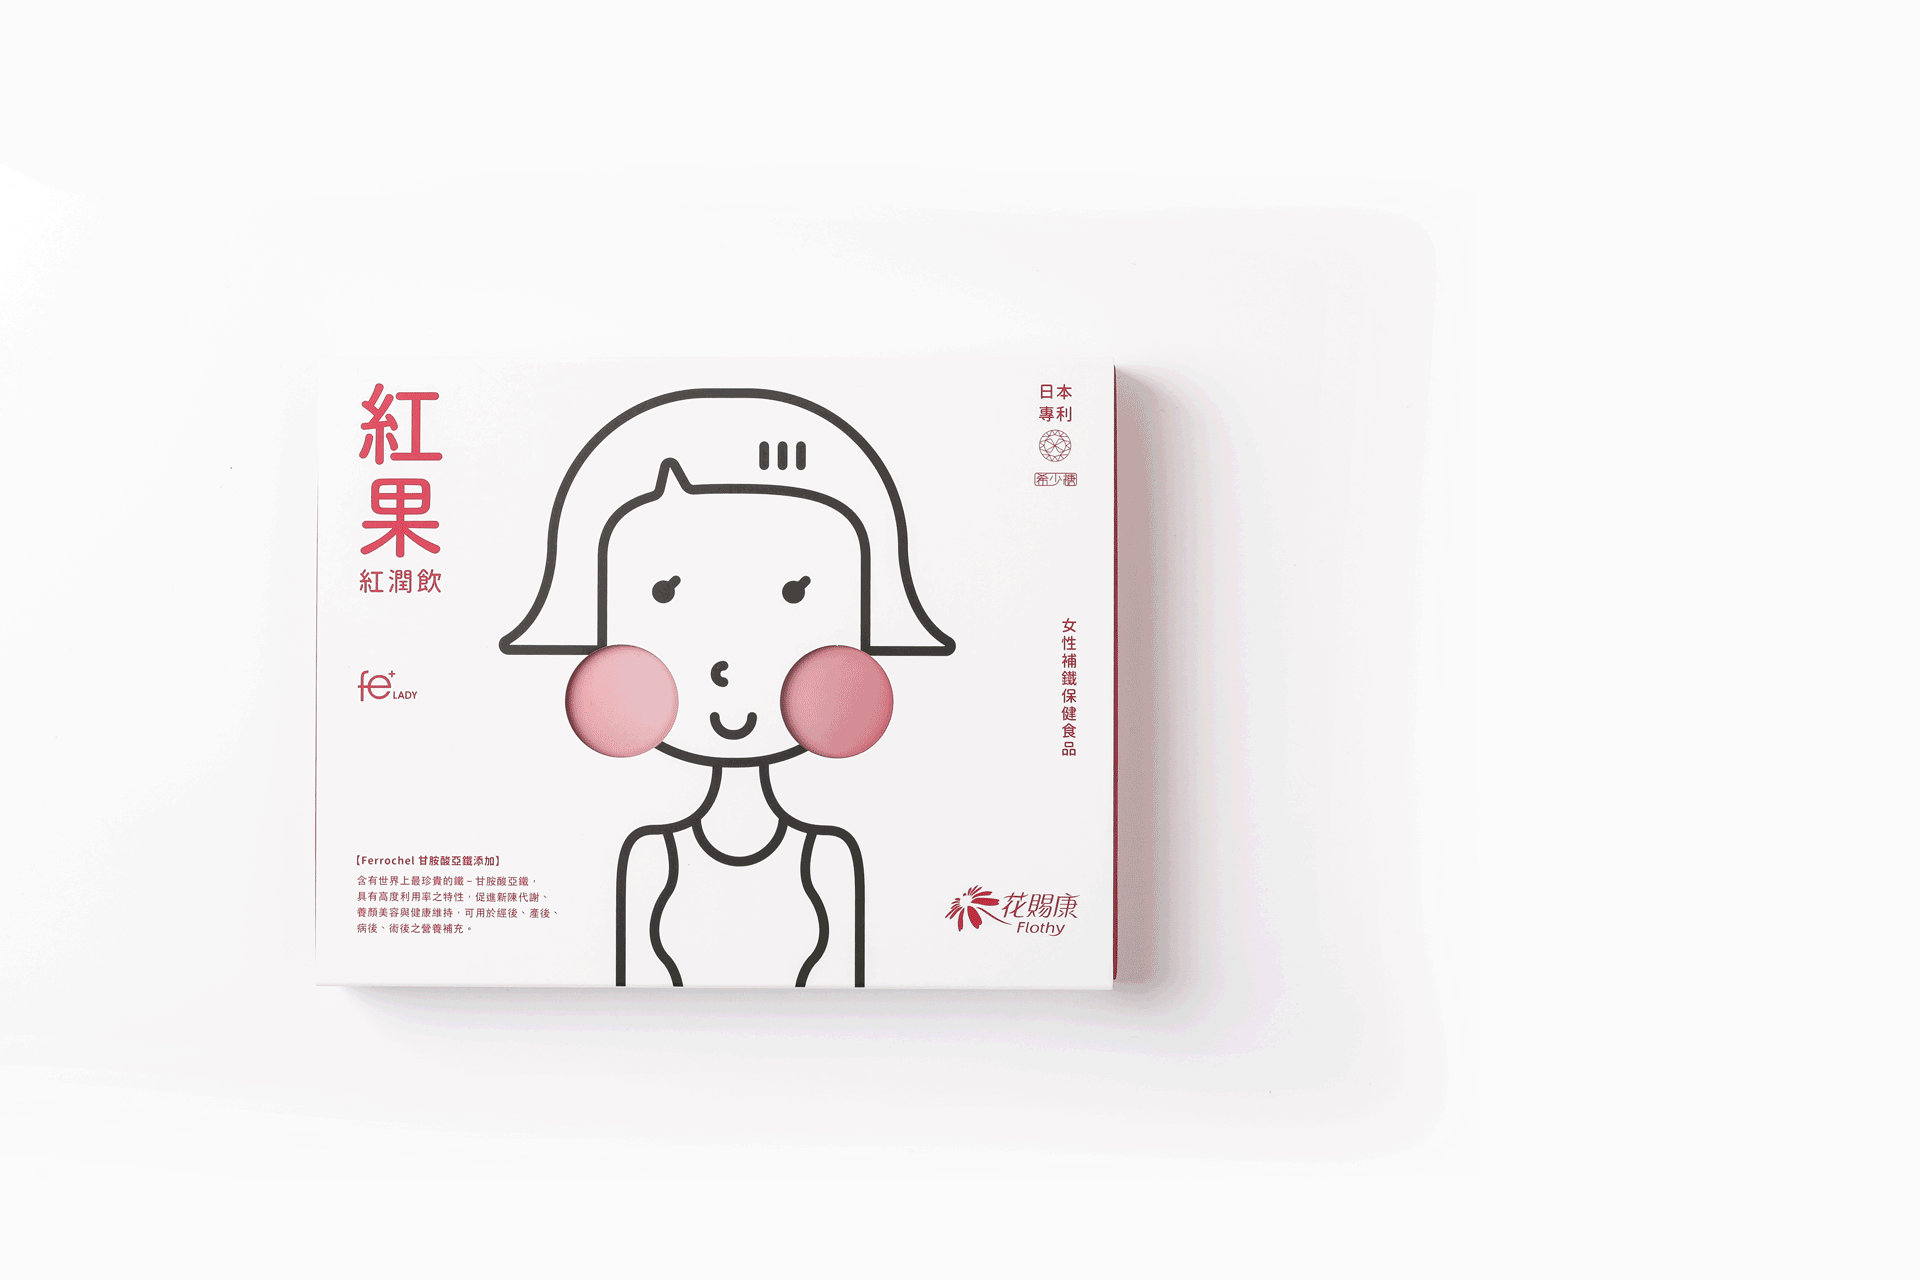 紅果
紅潤飲
fe+ LADY
【Ferrochel 甘胺酸亞鐵添加】
含有世界上最珍貴的鐵–甘胺酸亞鐵，
具有高度利用率之特性，促進新陳代謝、
養顏美容與健康維持，可用於經後、產後、
病後、術後之營養補充。
日本
專利
希少糖
女性補鐵保健食品
花賜康
Flothy